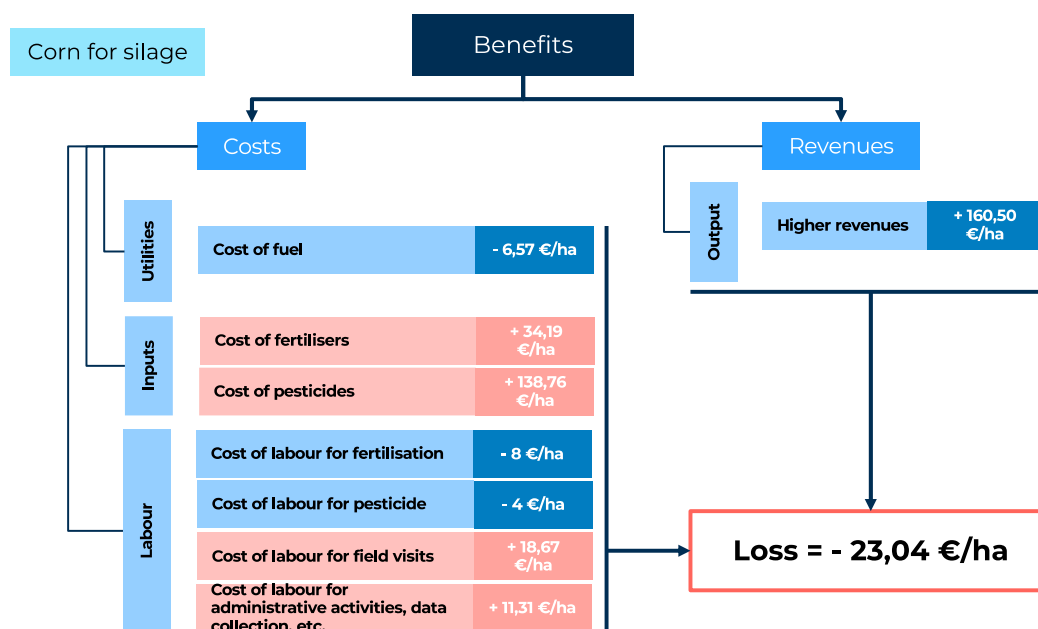 Corn for silage
Benefits
Costs
Revenues
Utilities
Cost of fuel
- 6,57 €/ha
Output
Higher revenues
+ 160,50
€/ha
Inputs
Cost of fertilisers
+ 34,19
€/ha
Cost of pesticides
+ 138,76
€/ha
Labour
Cost of labour for fertilisation
- 8 €/ha
Cost of labour for pesticide
- 4 €/ha
Cost of labour for field visits
+ 18,67
€/ha
Cost of labour for
administrative activities, data
collection, etc.
+ 11,31 €/ha
Loss = - 23,04 €/ha